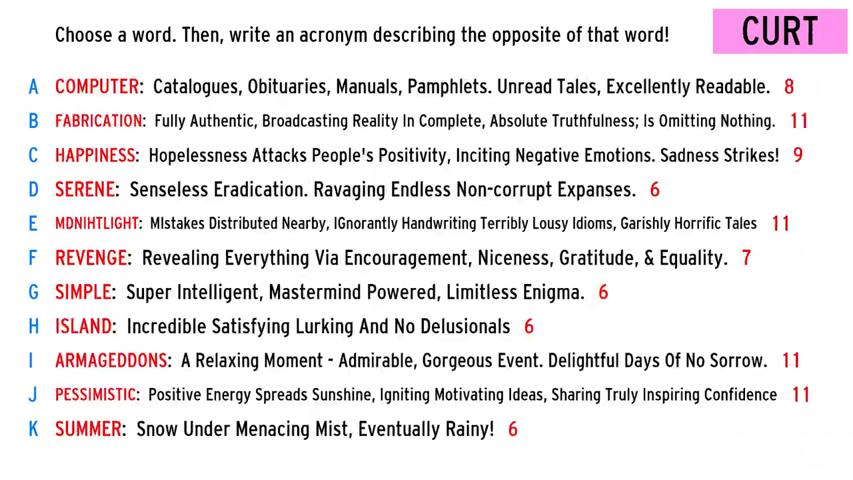 Choose a word. Then, write an acronym describing the opposite of that word!
CURT
A COMPUTER: Catalogues, Obituaries, Manuals, Pamphlets. Unread Tales, Excellently Readable. 8
B FABRICATION: Fully Authentic, Broadcasting Reality In Complete, Absolute Truthfulness; Is Omitting Nothing. 11
C HAPPINESS: Hopelessness Attacks People's Positivity, Inciting Negative Emotions. Sadness Strikes! 9
D SERENE: Senseless Eradication. Ravaging Endless Non-corrupt Expanses. 6
E MDNIHTLIGHT: MIstakes Distributed Nearby, IGnorantly Handwriting Terribly Lousy Idioms, Garishly Horrific Tales 11
F REVENGE: Revealing Everything Via Encouragement, Niceness, Gratitude, & Equality. 7
G SIMPLE: Super Intelligent, Mastermind Powered, Limitless Enigma. 6
H ISLAND: Incredible Satisfying Lurking And No Delusionals 6
I ARMAGEDDONS: A Relaxing Moment - Admirable, Gorgeous Event. Delightful Days Of No Sorrow. 11
J PESSIMISTIC: Positive Energy Spreads Sunshine, Igniting Motivating Ideas, Sharing Truly Inspiring Confidence 11
K SUMMER: Snow Under Menacing Mist, Eventually Rainy! 6